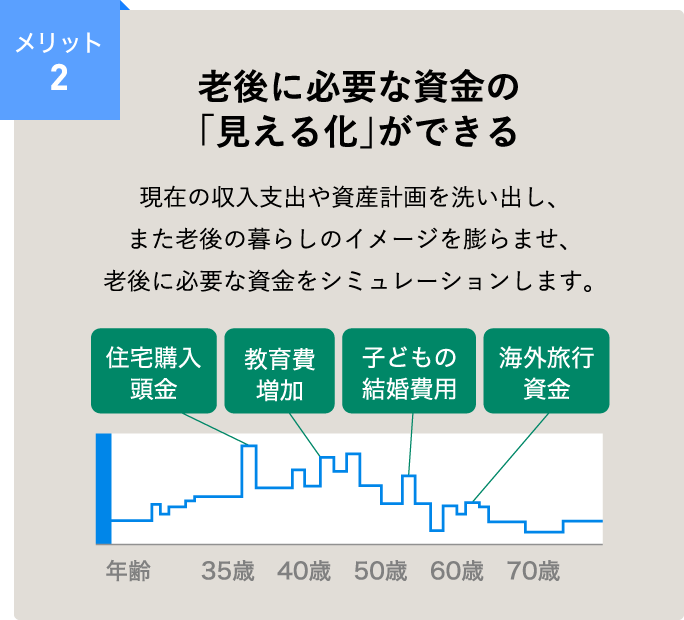 メリット
2
老後に必要な資金の
「見える化」ができる
現在の収入支出や資産計画を洗い出し、
また老後の暮らしのイメージを膨らませ、
老後に必要な資金をシミュレーションします。
住宅購入
頭金
教育費
増加
子どもの
結婚費用
海外旅行
資金
年齢 35歳 40歳 50歳 60歳 70歳